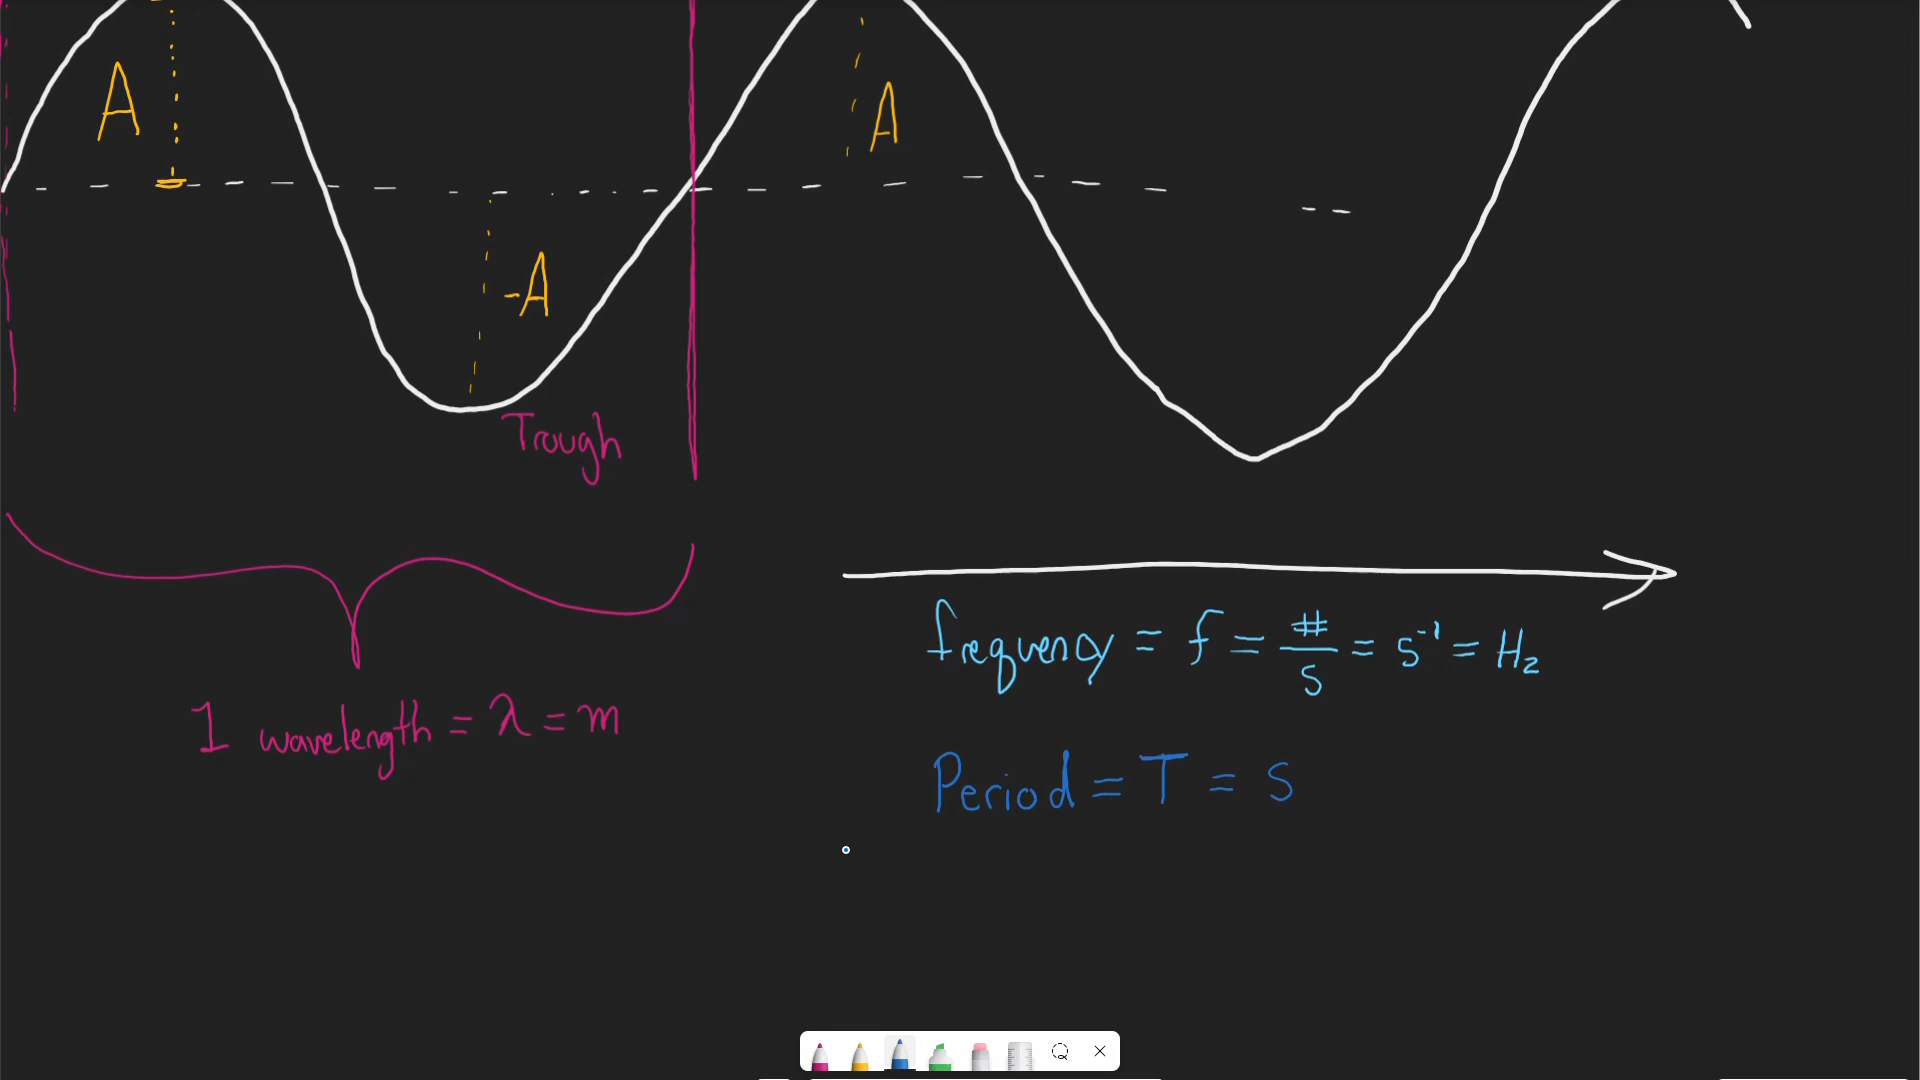 A
A
-A
Trough
frequency = f = #/s = s⁻¹ = Hz
1 wavelength = λ = m
Period = T = s